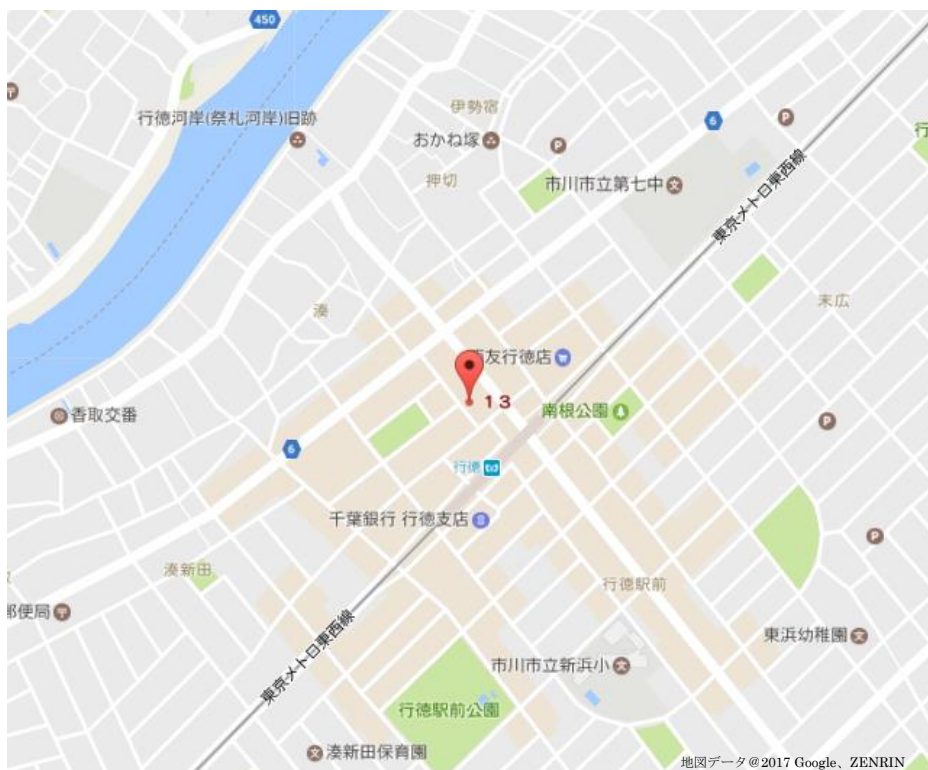 450
行徳河岸(祭札河岸)旧跡
伊勢宿
おかね塚
P
6
P
押切
市川市立第七中
文
東京メトロ東西線
末広
湊
友行徳店
13
南根公園
香取交番
6
P
行徳
千葉銀行 行徳支店
P
湊新田
行徳駅前
郵便局
東京メトロ東西線
東浜幼稚園
文
市川市立新浜小
文
行徳駅前公園
湊新田保育園
文
地図データ@2017 Google、ZENRIN